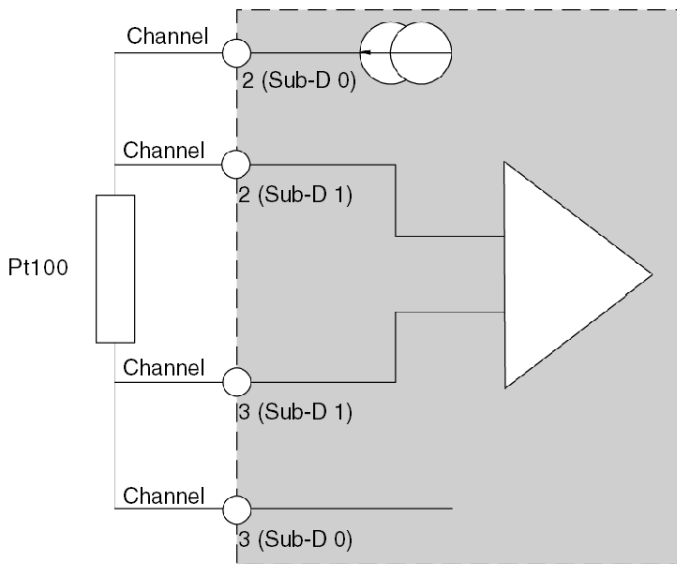 Channel
2 (Sub-D 0)
Channel
2 (Sub-D 1)
Pt100
Channel
3 (Sub-D 1)
Channel
3 (Sub-D 0)